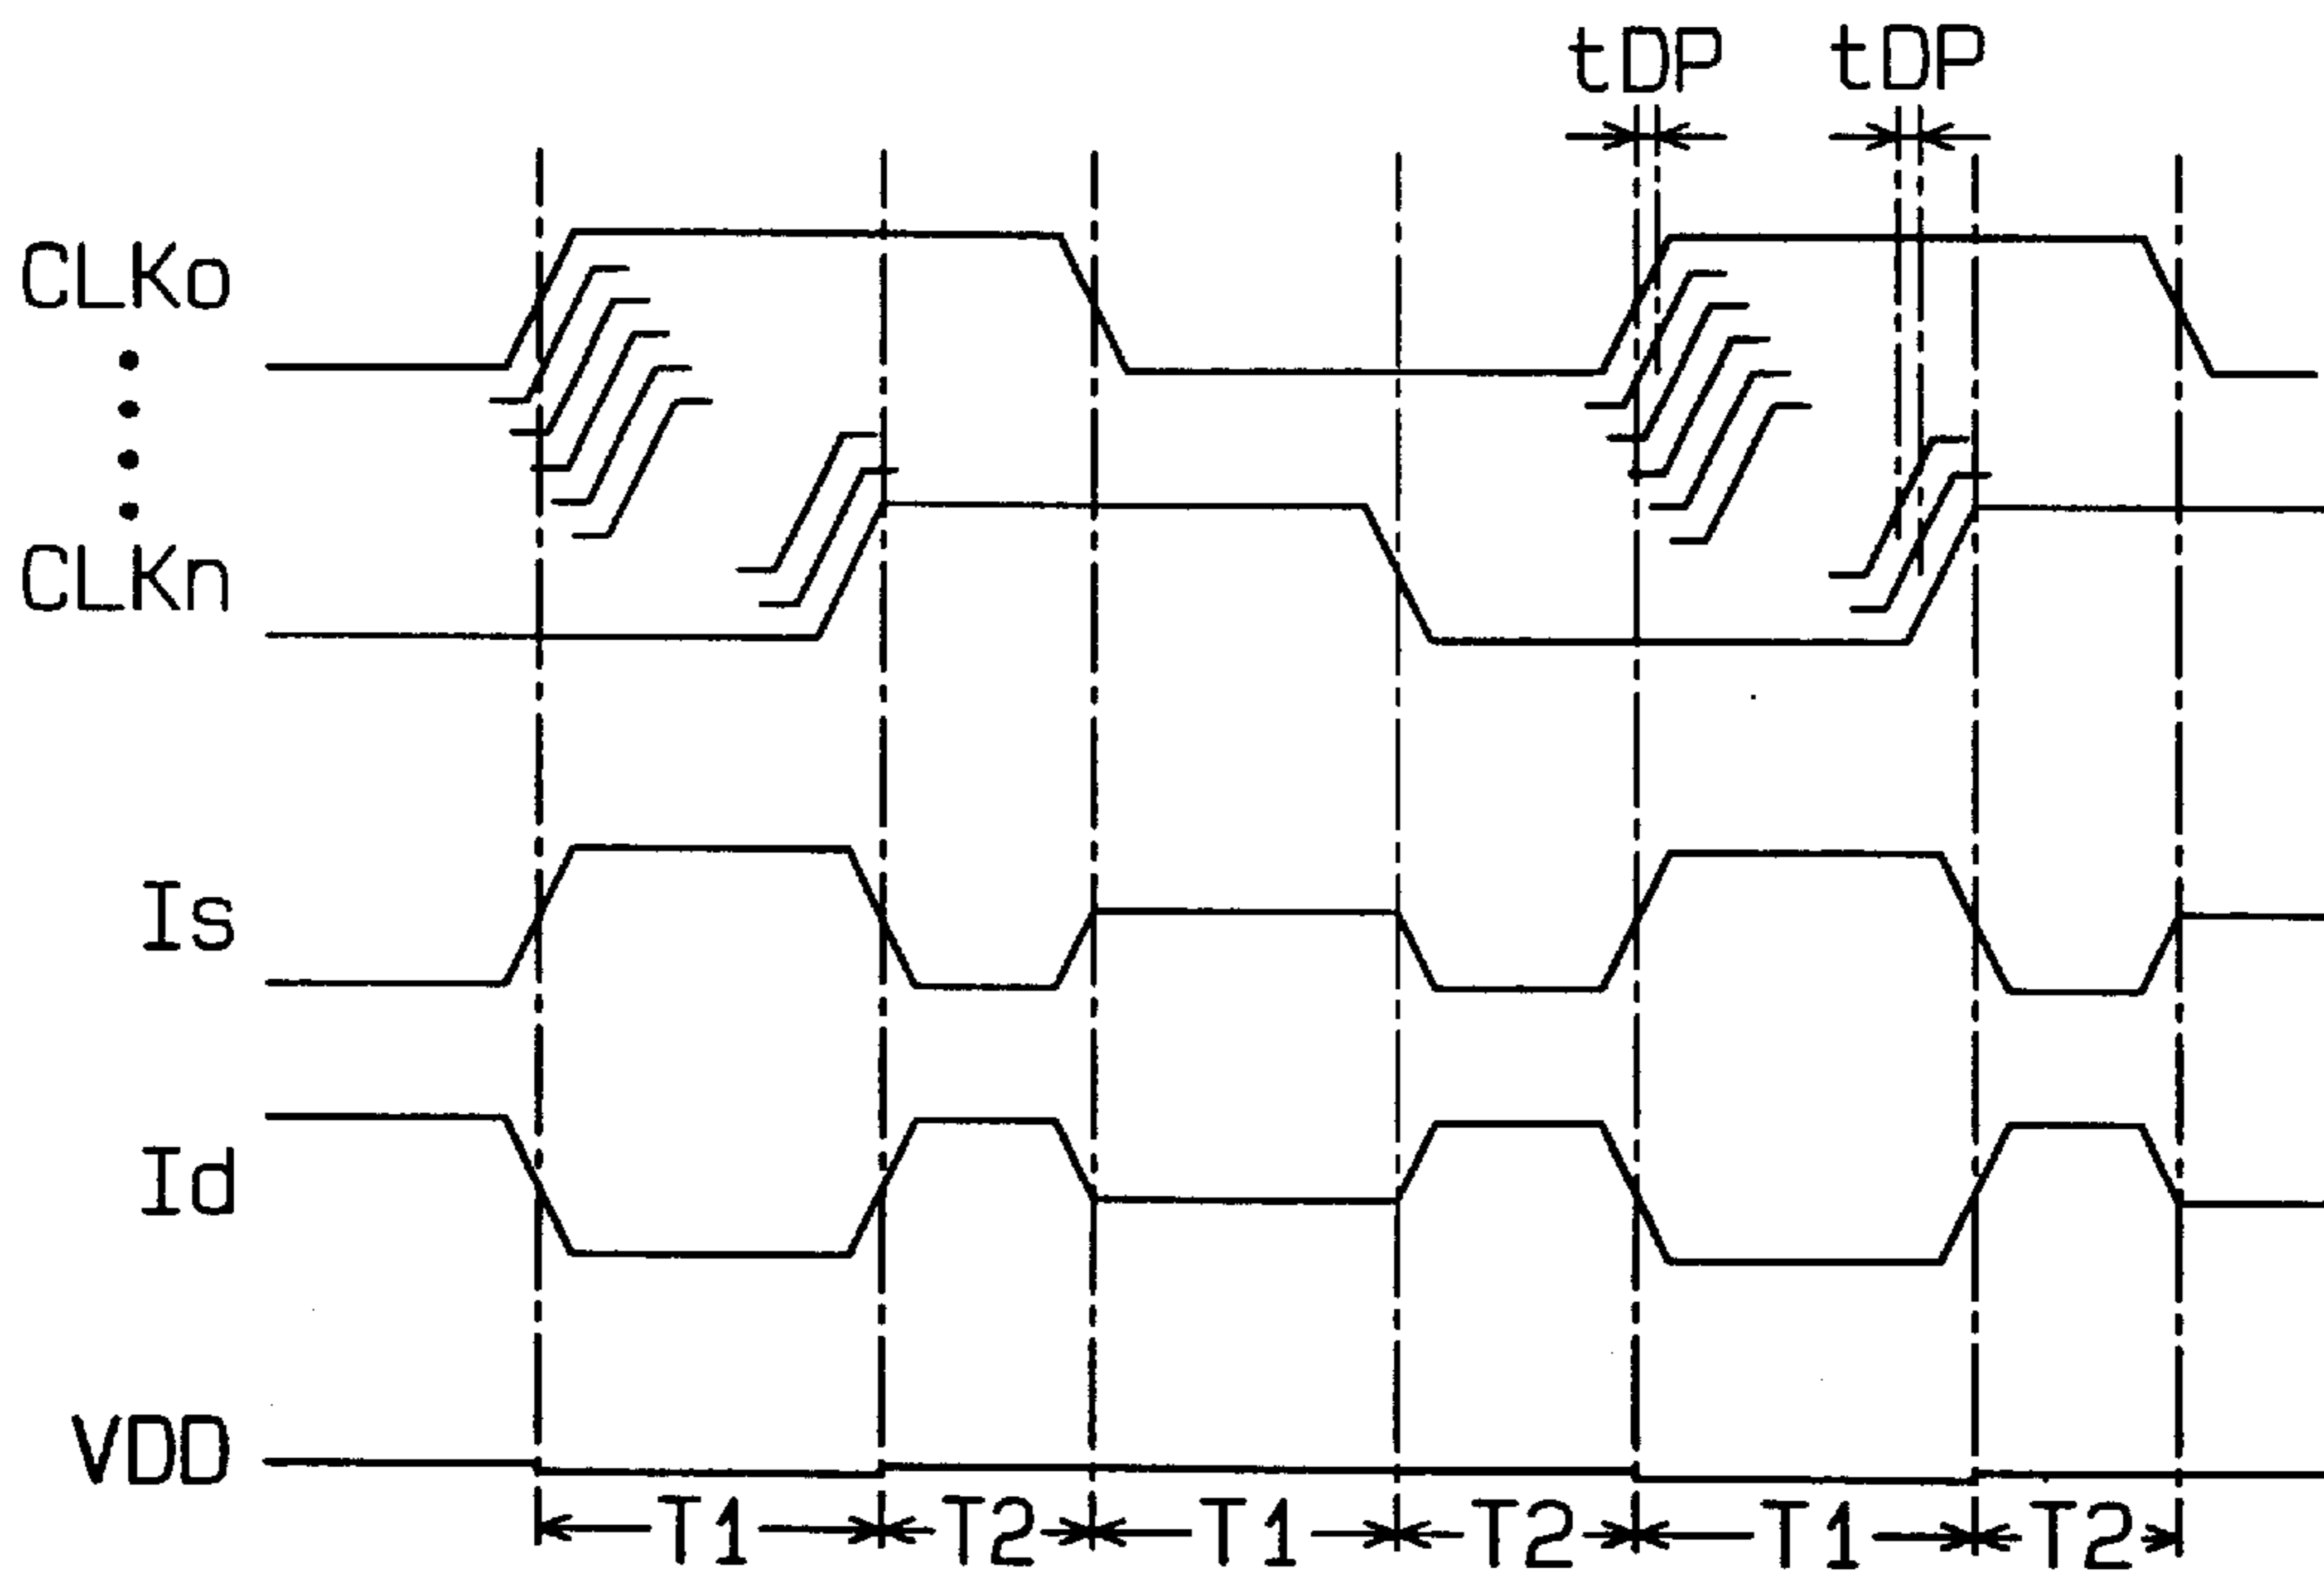 tDP tDP
CLKo
CLKn
Is
Id
VDD
T1 T2 T1 T2 T1 T2